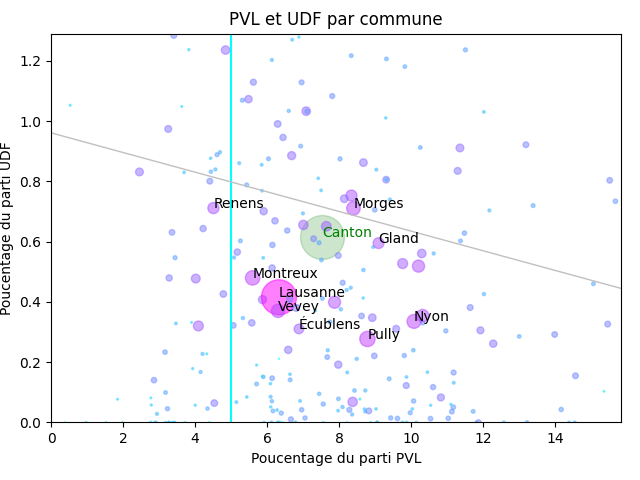 PVL et UDF par commune
Poucentage du parti UDF
1.2
1.0
0.8
0.6
0.4
0.2
0.0
Renens
Morges
Canton
Gland
Montreux
Lausanne
Vevey
Écublens
Nyon
Pully
0
2
4
6
8
10
12
14
Poucentage du parti PVL